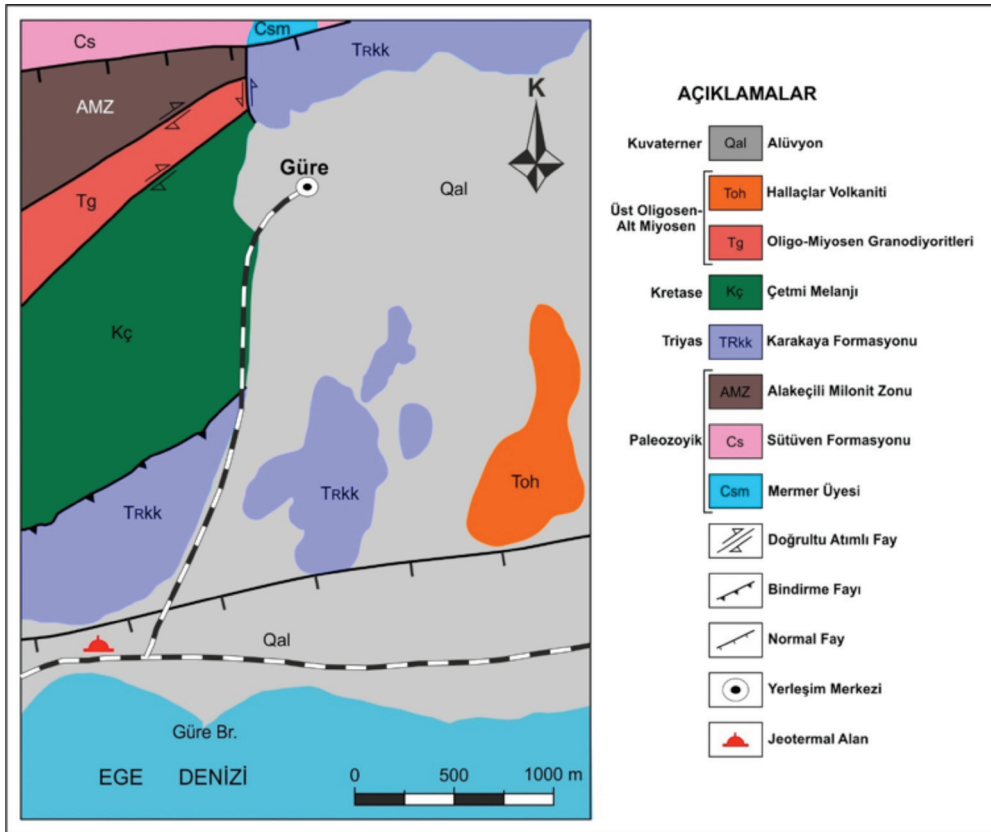 Cs
Csm
TRkk
AMZ
K
Güre
Qal
Tg
Kç
Toh
TRkk
TRkk
Qal
Güre Br.
EGE DENİZİ
0 500 1000 m
AÇIKLAMALAR
Kuvaterner Qal Alüvyon
Üst Oligosen-
Alt Miyosen
Toh Hallaçlar Volkaniti
Tg Oligo-Miyosen Granodiyoritleri
Kretase Kç Çetmi Melanjı
Triyas TRkk Karakaya Formasyonu
Paleozoyik
AMZ Alakeçili Milonit Zonu
Cs Sütüven Formasyonu
Csm Mermer Üyesi
Doğrultu Atımlı Fay
Bindirme Fayı
Normal Fay
Yerleşim Merkezi
Jeotermal Alan